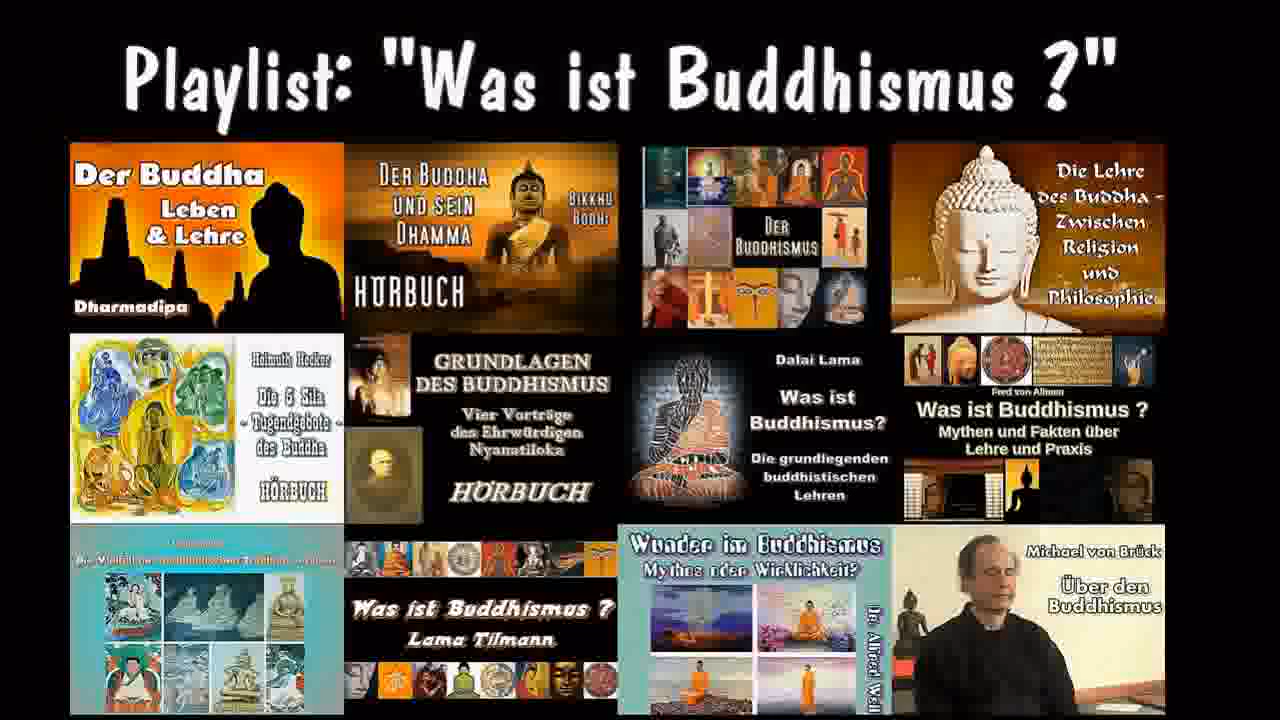 Playlist: "Was ist Buddhismus ?"
Der Buddha
Leben
& Lehre
Dharmadipa
Der Buddha
und sein
Dhamma
Bikkhu
Bodhi
Hörbuch
Der
Buddhismus
Die Lehre
des Buddha -
Zwischen
Religion
und
Philosophie
Helmuth Hecker
Die 5 Sila
- Tugendgebote -
des Buddha
HÖRBUCH
GRUNDLAGEN
DES BUDDHISMUS
Vier Vorträge
des Ehrwürdigen
Nyanatiloka
HÖRBUCH
Dalai Lama
Was ist
Buddhismus?
Die grundlegenden
buddhistischen
Lehren
Fred von Allmen
Was ist Buddhismus ?
Mythen und Fakten über
Lehre und Praxis
Was ist Buddhismus ?
Lama Tilmann
Wunder im Buddhismus
Mythos oder Wirklichkeit?
Dr. Alfred Weil
Michael von Brück
Über den
Buddhismus